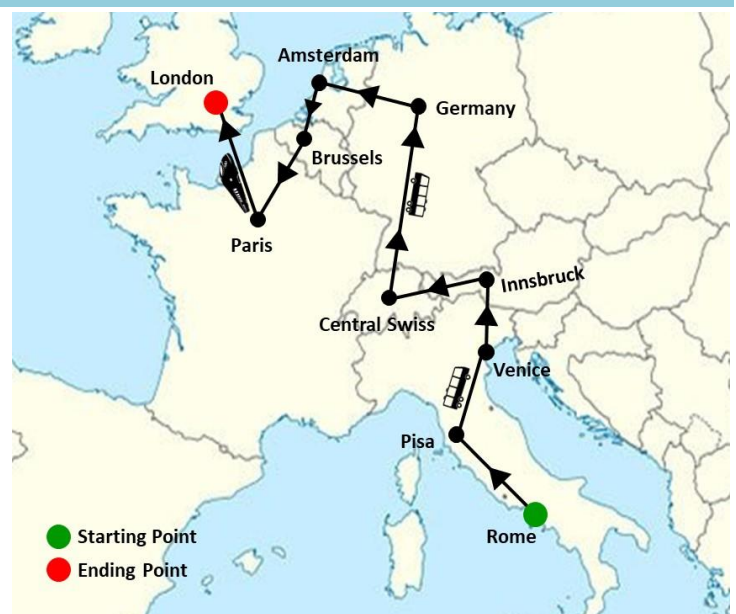 Amsterdam
London
Germany
Brussels
Paris
Innsbruck
Central Swiss
Venice
Pisa
Starting Point
Rome
Ending Point